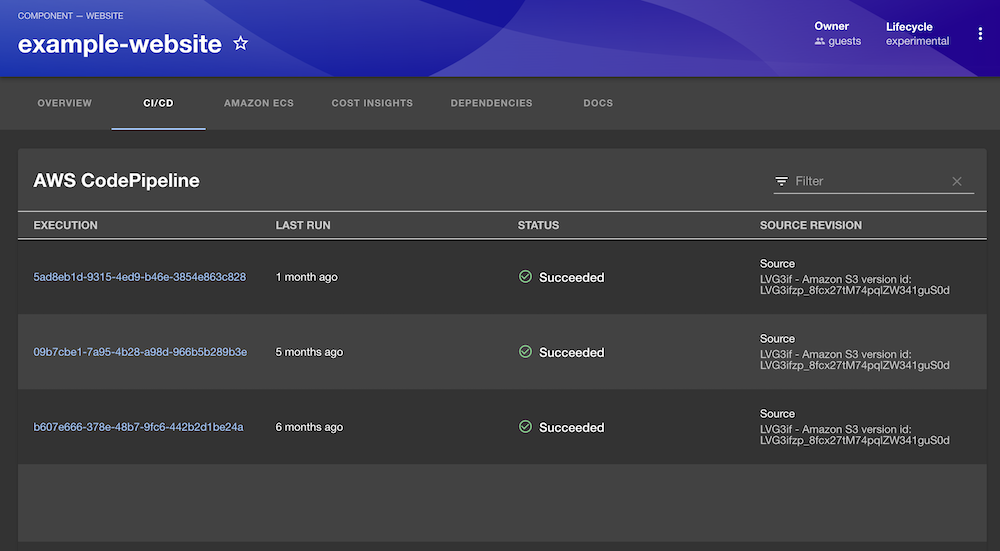 COMPONENT — WEBSITE
example-website
Owner
guests
Lifecycle
experimental
OVERVIEW
CI/CD
AMAZON ECS
COST INSIGHTS
DEPENDENCIES
DOCS
AWS CodePipeline
Filter
EXECUTION LAST RUN STATUS SOURCE REVISION
5ad8eb1d-9315-4ed9-b46e-3854e863c828 1 month ago Succeeded
Source
LVG3if - Amazon S3 version id:
LVG3ifzp_8fcx27tM74pqlZW341guS0d
09b7cbe1-7a95-4b28-a98d-966b5b289b3e 5 months ago Succeeded
Source
LVG3if - Amazon S3 version id:
LVG3ifzp_8fcx27tM74pqlZW341guS0d
b607e666-378e-48b7-9fc6-442b2d1be24a 6 months ago Succeeded
Source
LVG3if - Amazon S3 version id:
LVG3ifzp_8fcx27tM74pqlZW341guS0d